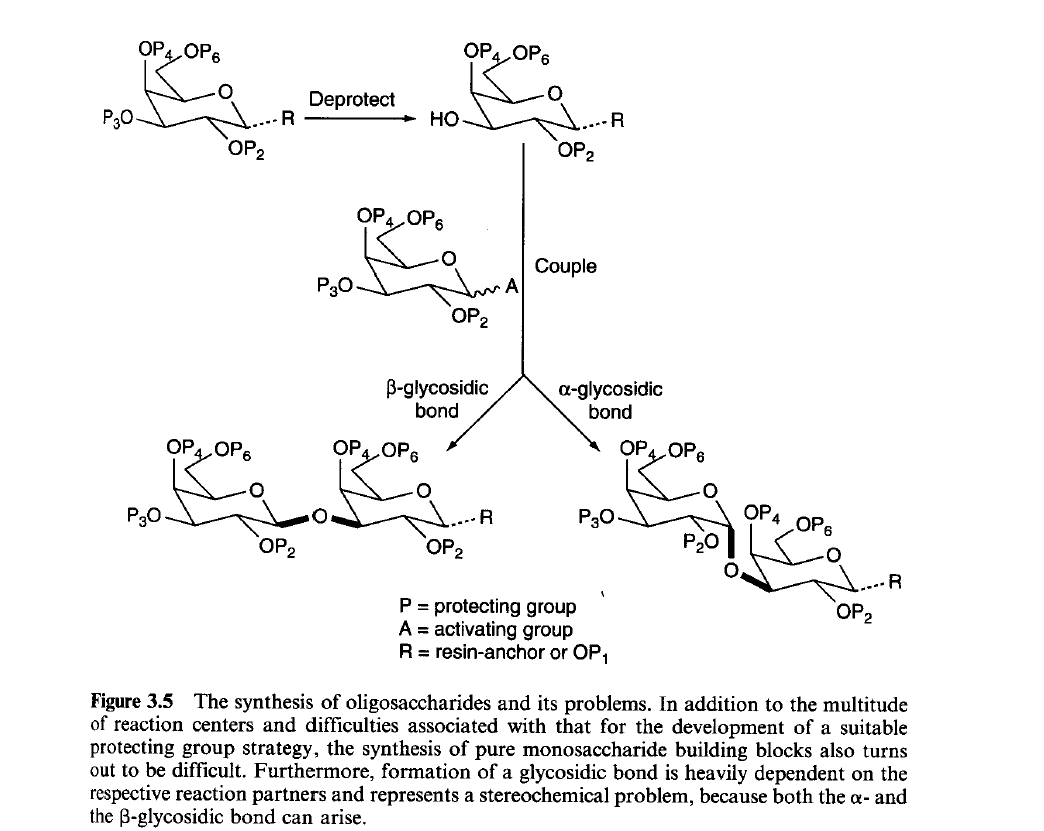 OP4 OP6
O
P3O
R
OP2
Deprotect
OP4 OP6
O
HO
R
OP2
OP4 OP6
O
P3O
A
OP2
Couple
β-glycosidic
bond
α-glycosidic
bond
OP4 OP6
O
P3O
O
OP2
OP4 OP6
O
R
OP2
OP4 OP6
O
P3O
P2O
O
OP4
OP6
O
R
OP2
P = protecting group
A = activating group
R = resin-anchor or OP1
Figure 3.5 The synthesis of oligosaccharides and its problems. In addition to the multitude
of reaction centers and difficulties associated with that for the development of a suitable
protecting group strategy, the synthesis of pure monosaccharide building blocks also turns
out to be difficult. Furthermore, formation of a glycosidic bond is heavily dependent on the
respective reaction partners and represents a stereochemical problem, because both the α- and
the β-glycosidic bond can arise.